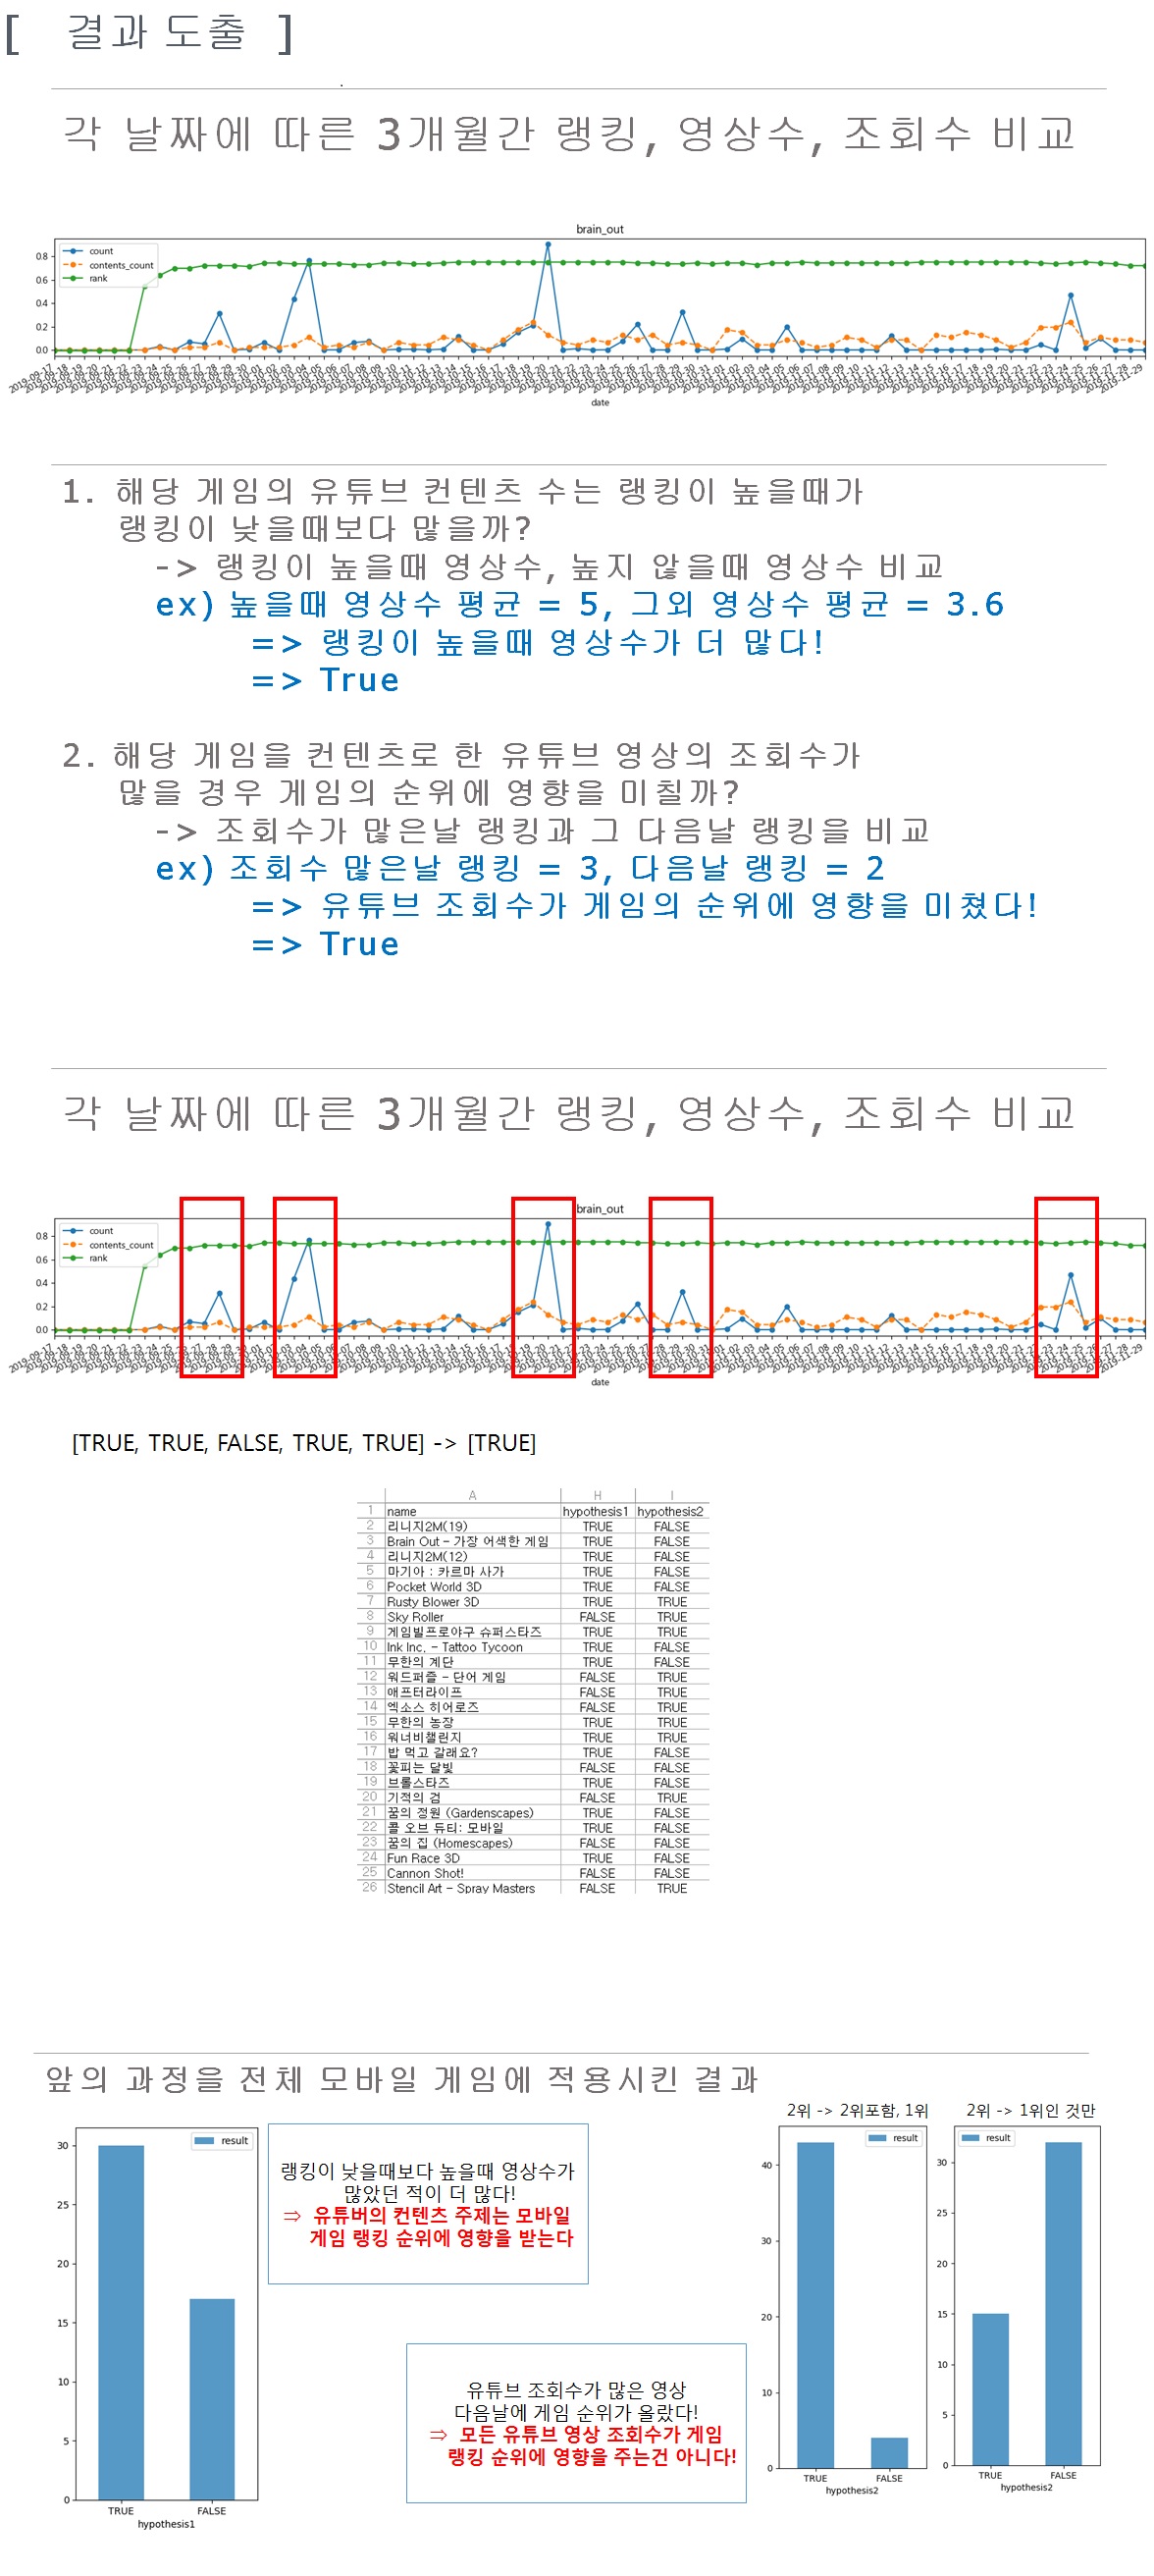 [ 결과 도출 ]
각 날짜에 따른 3개월간 랭킹, 영상수, 조회수 비교
brain_out
count
contents_count
rank
0.8
0.6
0.4
0.2
0.0
date
1. 해당 게임의 유튜브 컨텐츠 수는 랭킹이 높을때가
랭킹이 낮을때보다 많을까?
-> 랭킹이 높을때 영상수, 높지 않을때 영상수 비교
ex) 높을때 영상수 평균 = 5, 그외 영상수 평균 = 3.6
=> 랭킹이 높을때 영상수가 더 많다!
=> True
2. 해당 게임을 컨텐츠로 한 유튜브 영상의 조회수가
많을 경우 게임의 순위에 영향을 미칠까?
-> 조회수가 많은날 랭킹과 그 다음날 랭킹을 비교
ex) 조회수 많은날 랭킹 = 3, 다음날 랭킹 = 2
=> 유튜브 조회수가 게임의 순위에 영향을 미쳤다!
=> True
각 날짜에 따른 3개월간 랭킹, 영상수, 조회수 비교
brain_out
count
contents_count
rank
0.8
0.6
0.4
0.2
0.0
date
[TRUE, TRUE, FALSE, TRUE, TRUE] -> [TRUE]
A H I
1 name hypothesis1 hypothesis2
2 리니지2M(19) TRUE FALSE
3 Brain Out - 가장 어색한 게임 TRUE FALSE
4 리니지2M(12) TRUE FALSE
5 마기아 : 카르마 사가 TRUE FALSE
6 Pocket World 3D TRUE FALSE
7 Rusty Blower 3D TRUE TRUE
8 Sky Roller FALSE TRUE
9 게임빌프로야구 슈퍼스타즈 TRUE TRUE
10 Ink Inc. - Tattoo Tycoon TRUE FALSE
11 무한의 계단 TRUE FALSE
12 워드퍼즐 - 단어 게임 FALSE TRUE
13 애프터라이프 FALSE TRUE
14 엑소스 히어로즈 FALSE TRUE
15 무한의 농장 TRUE TRUE
16 워너비챌린지 TRUE TRUE
17 밥 먹고 갈래요? TRUE FALSE
18 꽃피는 달빛 FALSE FALSE
19 브롤스타즈 TRUE FALSE
20 기적의 검 FALSE TRUE
21 꿈의 정원 (Gardenscapes) TRUE FALSE
22 콜 오브 듀티: 모바일 TRUE FALSE
23 꿈의 집 (Homescapes) FALSE FALSE
24 Fun Race 3D TRUE FALSE
25 Cannon Shot! FALSE FALSE
26 Stencil Art - Spray Masters FALSE TRUE
앞의 과정을 전체 모바일 게임에 적용시킨 결과
result
30
25
20
15
10
5
0
TRUE FALSE
hypothesis1
랭킹이 낮을때보다 높을때 영상수가
많았던 적이 더 많다!
⇒ 유튜버의 컨텐츠 주제는 모바일
게임 랭킹 순위에 영향을 받는다
유튜브 조회수가 많은 영상
다음날에 게임 순위가 올랐다!
⇒ 모든 유튜브 영상 조회수가 게임
랭킹 순위에 영향을 주는건 아니다!
2위 -> 2위포함, 1위
result
40
30
20
10
0
TRUE FALSE
hypothesis2
2위 -> 1위인 것만
result
30
25
20
15
10
5
0
TRUE FALSE
hypothesis2